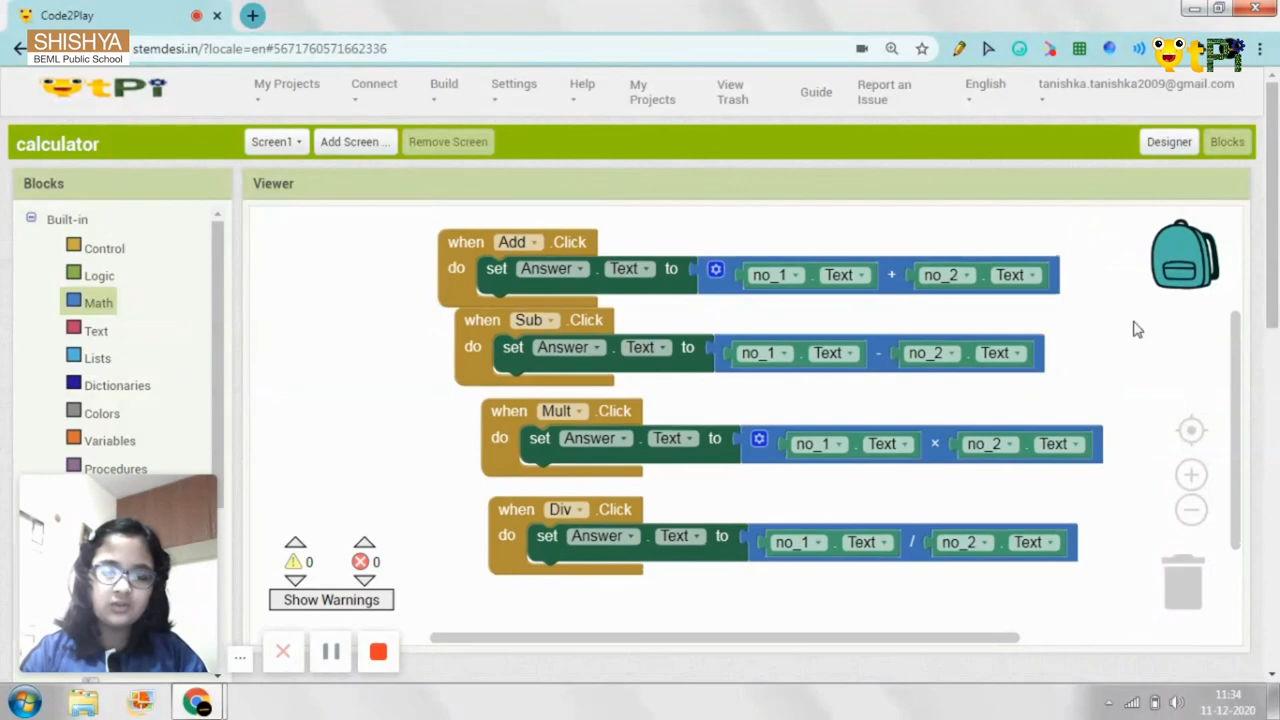 Code2Play
SHISHYA
BEML Public School
stemdesi.in/?locale=en#5671760571662336
My Projects
Connect
Build
Settings
Help
My Projects
View Trash
Guide
Report an Issue
English
tanishka.tanishka2009@gmail.com
calculator
Screen1
Add Screen ...
Remove Screen
Designer
Blocks
Blocks
Viewer
Built-in
Control
Logic
Math
Text
Lists
Dictionaries
Colors
Variables
Procedures
when Add .Click
do set Answer . Text to no_1 . Text + no_2 . Text
when Sub .Click
do set Answer . Text to no_1 . Text - no_2 . Text
when Mult .Click
do set Answer . Text to no_1 . Text × no_2 . Text
when Div .Click
do set Answer . Text to no_1 . Text / no_2 . Text
0
0
Show Warnings
11:34
11-12-2020